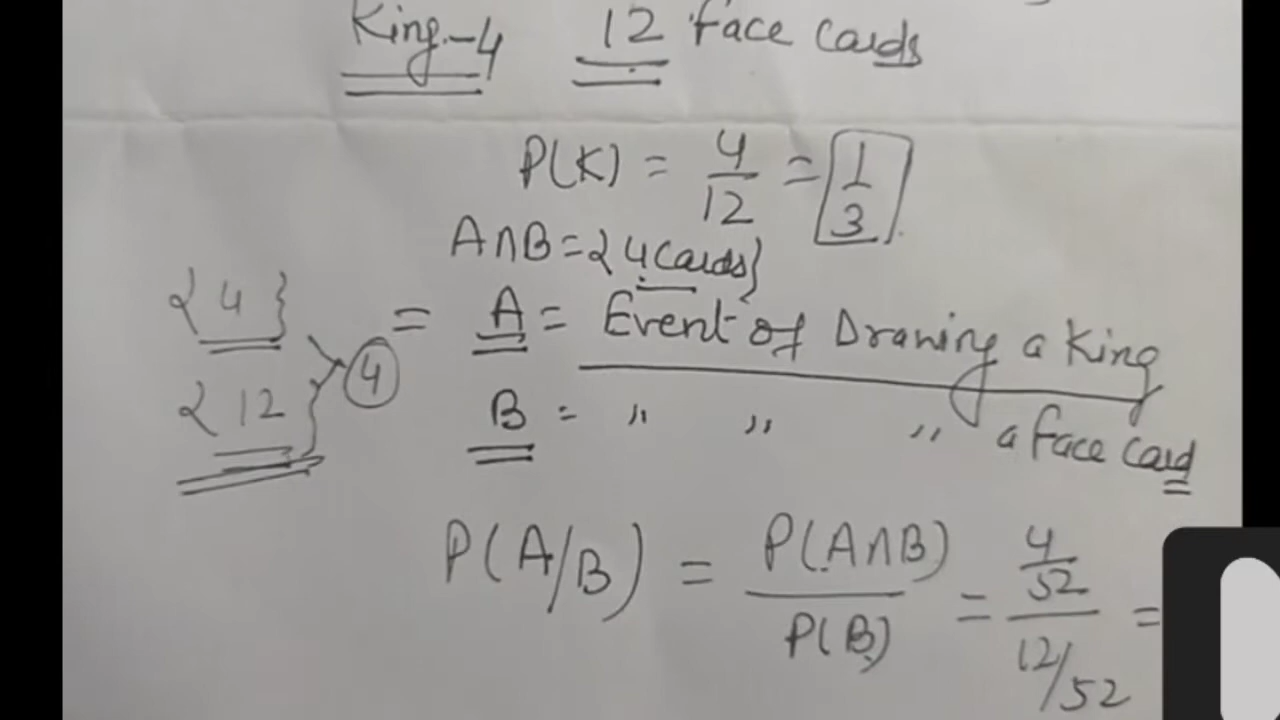 King-4 12 face cards
P(K) = 4/12 = 1/3
A∩B = {4 cards}
{4} = A = Event of Drawing a King
{12} 4 B = " " " a face card
P(A/B) = P(A∩B)/P(B) = 4/52 / 12/52 =